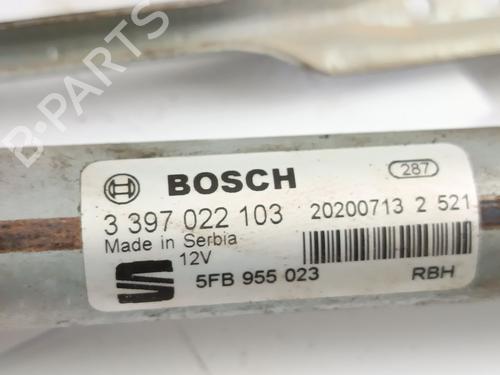 BOSCH
287
3 397 022 103
20200713 2 521
Made in Serbia
12V
5FB 955 023
RBH
B-PARTS